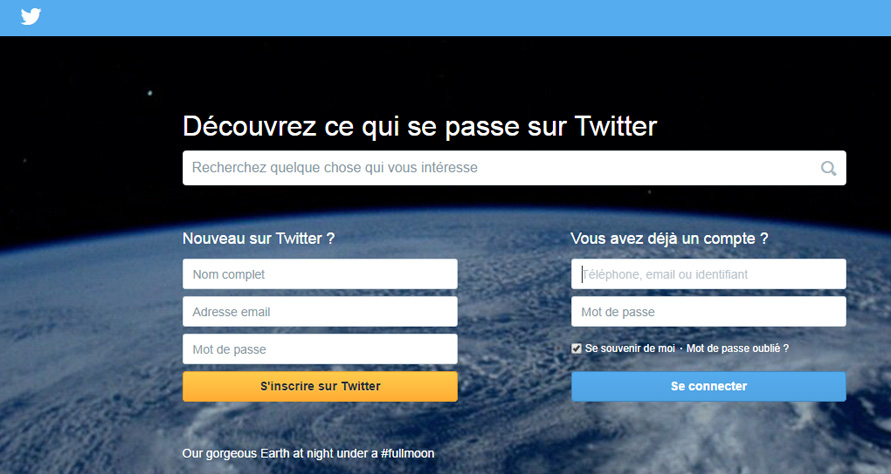 Découvrez ce qui se passe sur Twitter
Recherchez quelque chose qui vous intéresse
Nouveau sur Twitter ?
Nom complet
Adresse email
Mot de passe
S'inscrire sur Twitter
Vous avez déjà un compte ?
Téléphone, email ou identifiant
Mot de passe
Se souvenir de moi · Mot de passe oublié ?
Se connecter
Our gorgeous Earth at night under a #fullmoon